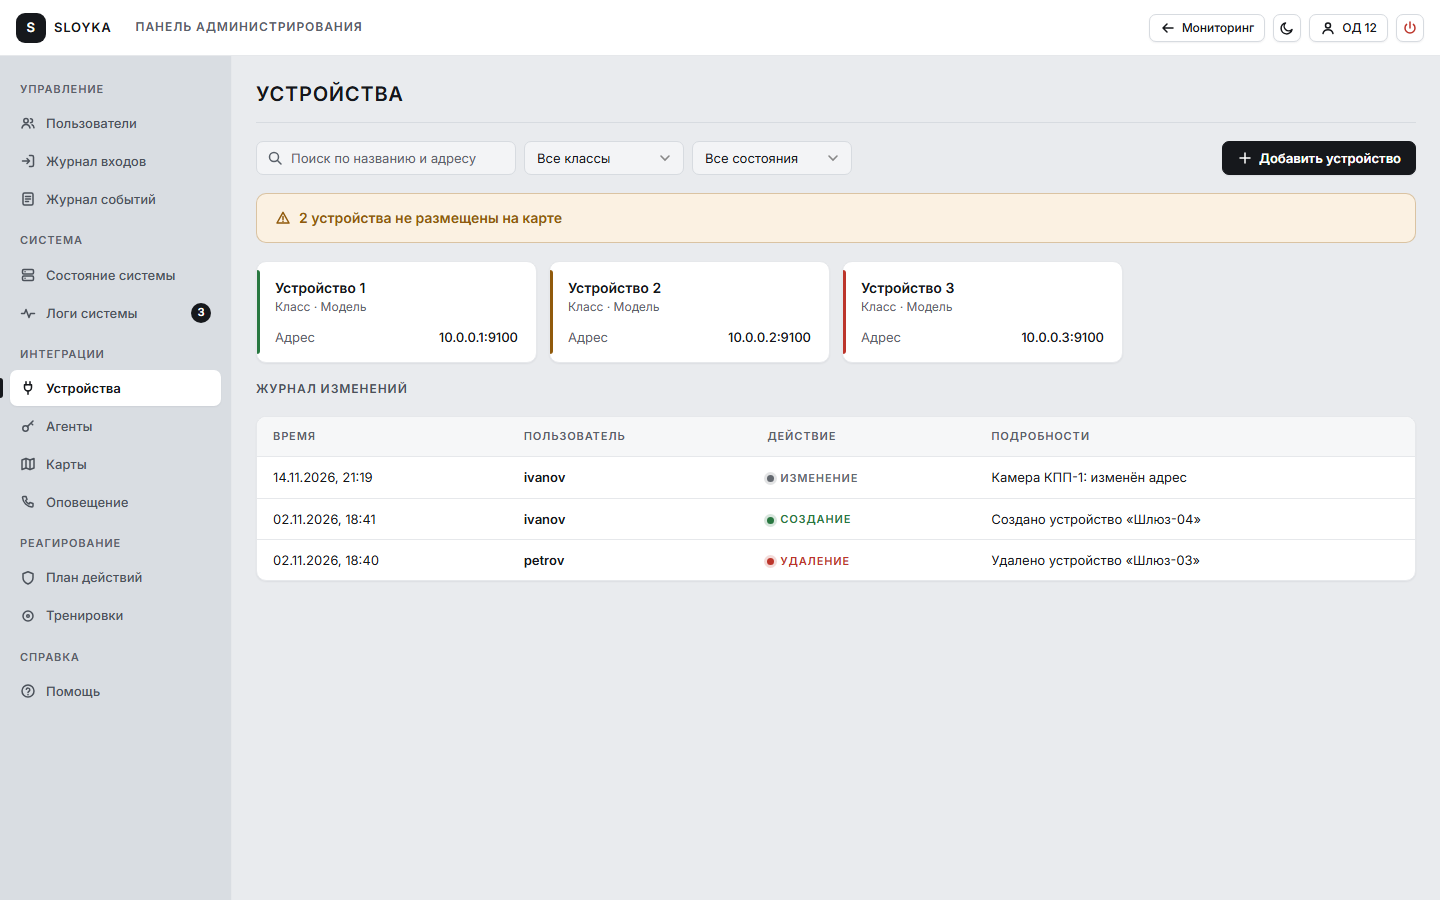 S SLOYKA ПАНЕЛЬ АДМИНИСТРИРОВАНИЯ Мониторинг ОД 12
УПРАВЛЕНИЕ
Пользователи
Журнал входов
Журнал событий
СИСТЕМА
Состояние системы
Логи системы 3
ИНТЕГРАЦИИ
Устройства
Агенты
Карты
Оповещение
РЕАГИРОВАНИЕ
План действий
Тренировки
СПРАВКА
Помощь
УСТРОЙСТВА
Поиск по названию и адресу Все классы Все состояния Добавить устройство
2 устройства не размещены на карте
Устройство 1
Класс · Модель
Адрес 10.0.0.1:9100
Устройство 2
Класс · Модель
Адрес 10.0.0.2:9100
Устройство 3
Класс · Модель
Адрес 10.0.0.3:9100
ЖУРНАЛ ИЗМЕНЕНИЙ
ВРЕМЯ ПОЛЬЗОВАТЕЛЬ ДЕЙСТВИЕ ПОДРОБНОСТИ
14.11.2026, 21:19 ivanov ИЗМЕНЕНИЕ Камера КПП-1: изменён адрес
02.11.2026, 18:41 ivanov СОЗДАНИЕ Создано устройство «Шлюз-04»
02.11.2026, 18:40 petrov УДАЛЕНИЕ Удалено устройство «Шлюз-03»